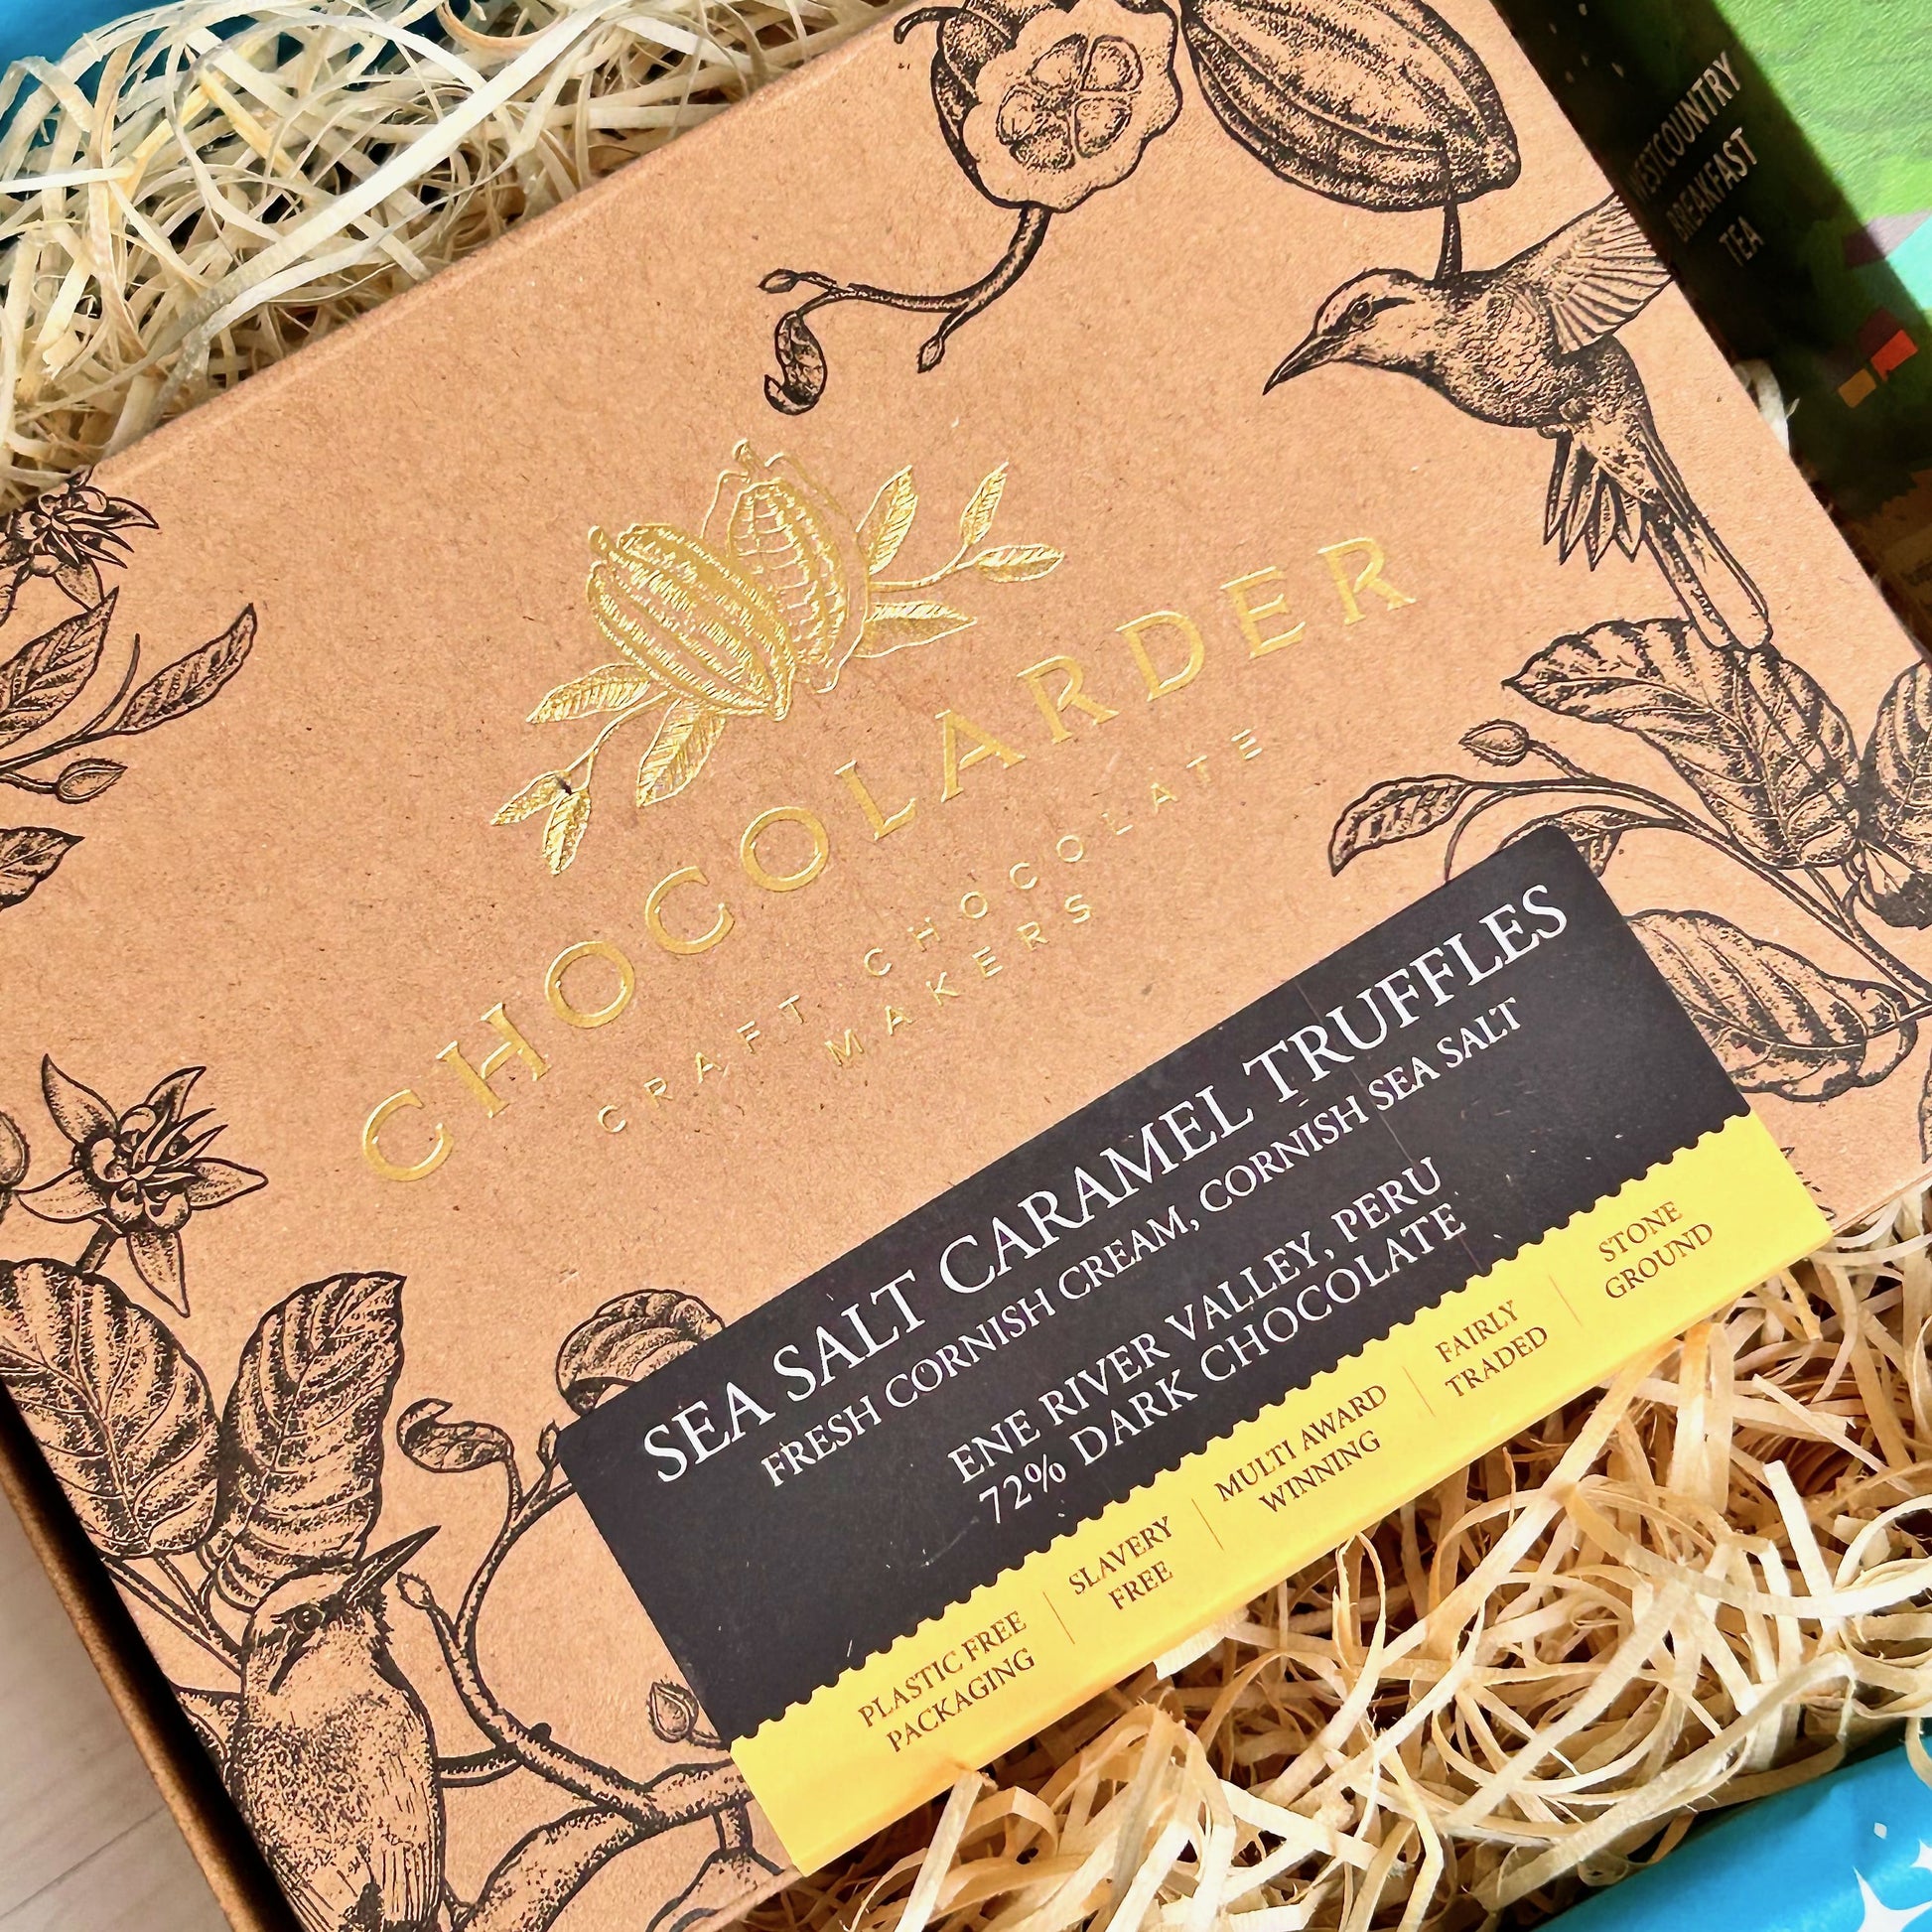 WESTCOUNTRY
BREAKFAST
TEA
CHOCOLARDER
CRAFT CHOCOLATE
MAKERS
SEA SALT CARAMEL TRUFFLES
FRESH CORNISH CREAM, CORNISH SEA SALT
ENE RIVER VALLEY, PERU
72% DARK CHOCOLATE
PLASTIC FREE
PACKAGING
SLAVERY
FREE
MULTI AWARD
WINNING
FAIRLY
TRADED
STONE
GROUND